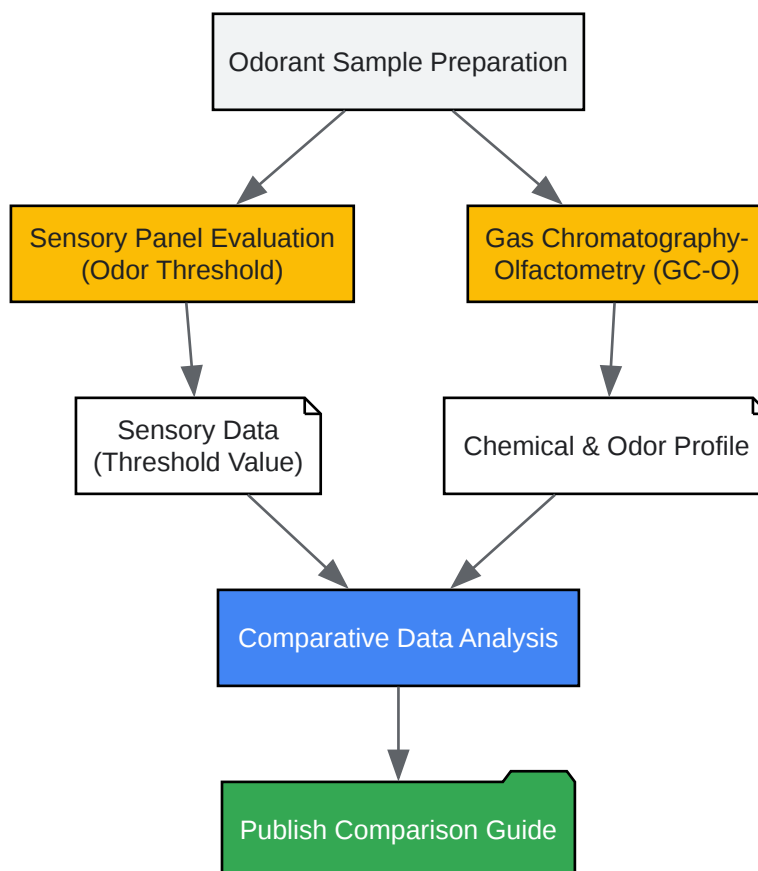 Odorant Sample Preparation
Sensory Panel Evaluation
(Odor Threshold)
Gas Chromatography-
Olfactometry (GC-O)
Sensory Data
(Threshold Value)
Chemical & Odor Profile
Comparative Data Analysis
Publish Comparison Guide